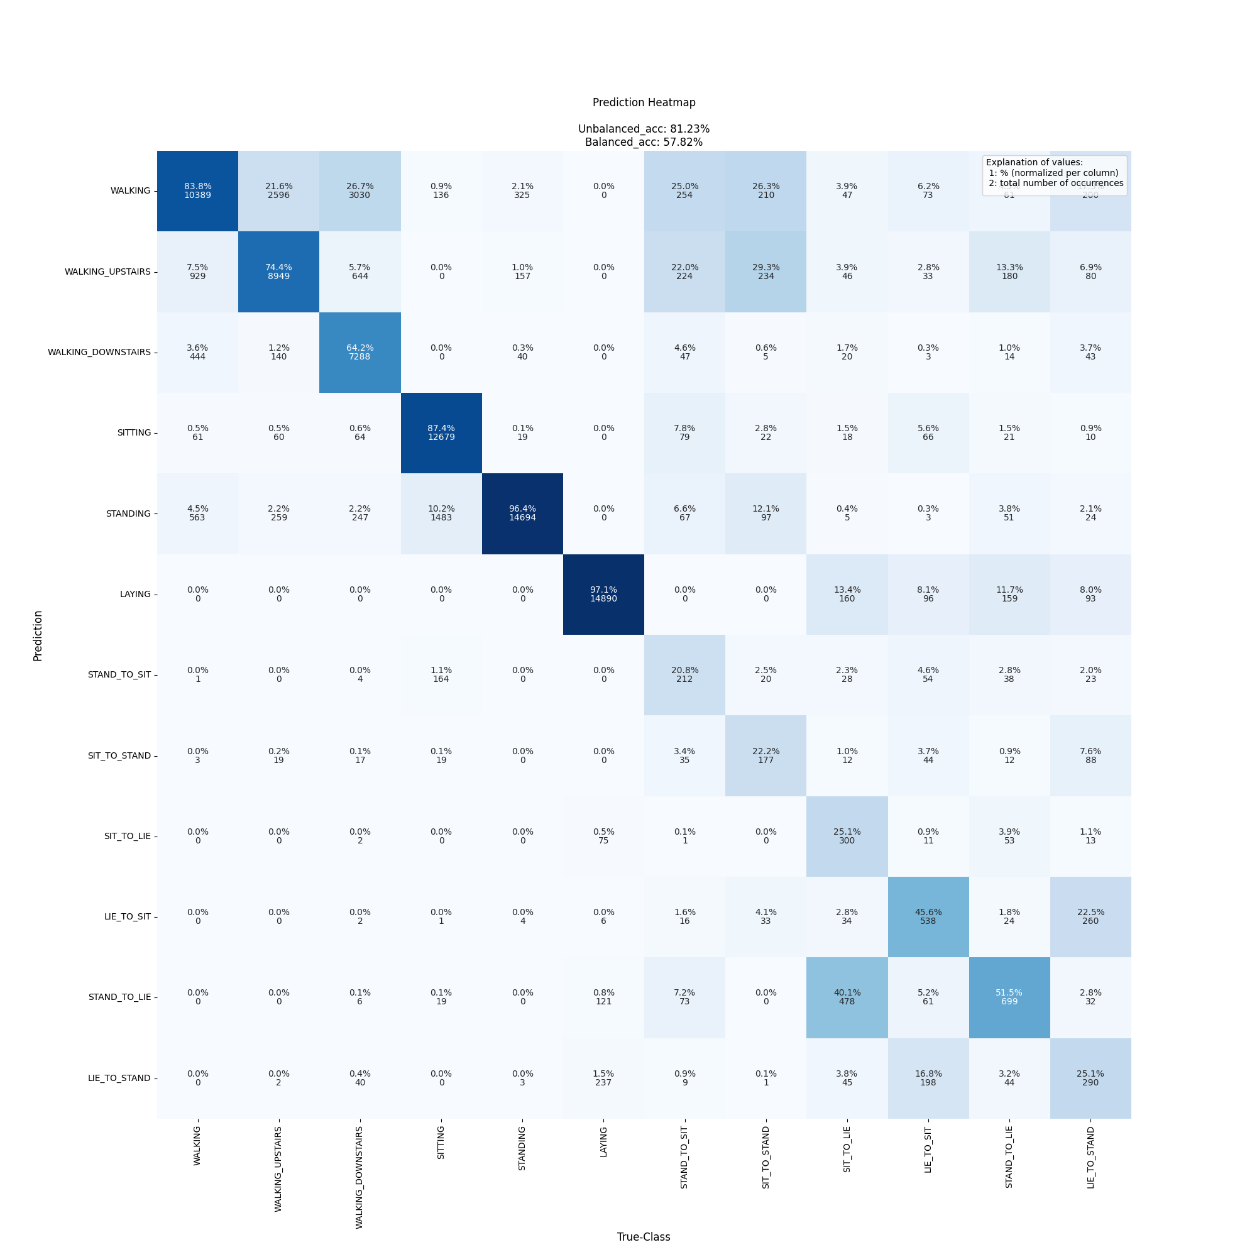 Prediction Heatmap
Unbalanced_acc: 81.23%
Balanced_acc: 57.82%
Explanation of values:
1: % (normalized per column)
2: total number of occurrences
WALKING
83.8% 21.6% 26.7% 0.9% 2.1% 0.0% 25.0% 26.3% 3.9% 6.2%
10389 2596 3030 136 325 0 254 210 47 73
WALKING_UPSTAIRS
7.5% 74.4% 5.7% 0.0% 1.0% 0.0% 22.0% 29.3% 3.9% 2.8% 13.3% 6.9%
929 8949 644 0 157 0 224 234 46 33 180 80
WALKING_DOWNSTAIRS
3.6% 1.2% 64.2% 0.0% 0.3% 0.0% 4.6% 0.6% 1.7% 0.3% 1.0% 3.7%
444 140 7288 0 40 0 47 5 20 3 14 43
SITTING
0.5% 0.5% 0.6% 87.4% 0.1% 0.0% 7.8% 2.8% 1.5% 5.6% 1.5% 0.9%
61 60 64 12679 19 0 79 22 18 66 21 10
STANDING
4.5% 2.2% 2.2% 10.2% 96.4% 0.0% 6.6% 12.1% 0.4% 0.3% 3.8% 2.1%
563 259 247 1483 14694 0 67 97 5 3 51 24
LAYING
0.0% 0.0% 0.0% 0.0% 0.0% 97.1% 0.0% 0.0% 13.4% 8.1% 11.7% 8.0%
0 0 0 0 0 14890 0 0 160 96 159 93
STAND_TO_SIT
0.0% 0.0% 0.0% 1.1% 0.0% 0.0% 20.8% 2.5% 2.3% 4.6% 2.8% 2.0%
1 0 4 164 0 0 212 20 28 54 38 23
SIT_TO_STAND
0.0% 0.2% 0.1% 0.1% 0.0% 0.0% 3.4% 22.2% 1.0% 3.7% 0.9% 7.6%
3 19 17 19 0 0 35 177 12 44 12 88
SIT_TO_LIE
0.0% 0.0% 0.0% 0.0% 0.0% 0.5% 0.1% 0.0% 25.1% 0.9% 3.9% 1.1%
0 0 2 0 0 75 1 0 300 11 53 13
LIE_TO_SIT
0.0% 0.0% 0.0% 0.0% 0.0% 0.0% 1.6% 4.1% 2.8% 45.6% 1.8% 22.5%
0 0 2 1 4 6 16 33 34 538 24 260
STAND_TO_LIE
0.0% 0.0% 0.1% 0.1% 0.0% 0.8% 7.2% 0.0% 40.1% 5.2% 51.5% 2.8%
0 0 6 19 0 121 73 0 478 61 699 32
LIE_TO_STAND
0.0% 0.0% 0.4% 0.0% 0.0% 1.5% 0.9% 0.1% 3.8% 16.8% 3.2% 25.1%
0 2 40 0 3 237 9 1 45 198 44 290
Prediction
WALKING
WALKING_UPSTAIRS
WALKING_DOWNSTAIRS
SITTING
STANDING
LAYING
STAND_TO_SIT
SIT_TO_STAND
SIT_TO_LIE
LIE_TO_SIT
STAND_TO_LIE
LIE_TO_STAND
True-Class